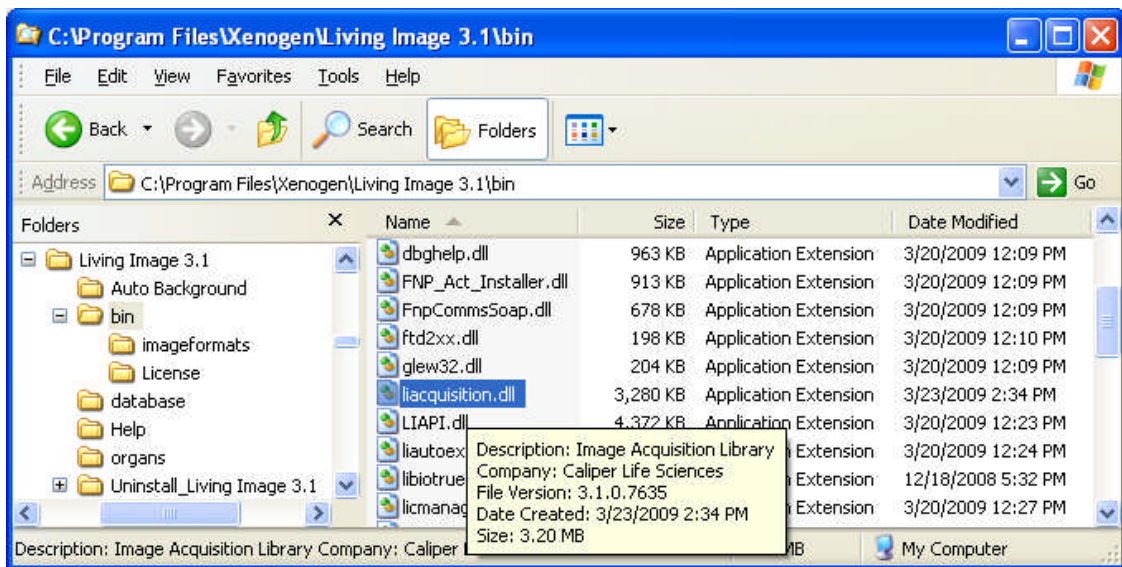 C:\Program Files\Xenogen\Living Image 3.1\bin
File Edit View Favorites Tools Help
Back Search Folders
Address C:\Program Files\Xenogen\Living Image 3.1\bin Go
Folders Name Size Type Date Modified
Living Image 3.1
Auto Background
bin
imageformats
License
database
Help
organs
Uninstall_Living Image 3.1
dbghelp.dll 963 KB Application Extension 3/20/2009 12:09 PM
FNP_Act_Installer.dll 913 KB Application Extension 3/20/2009 12:09 PM
FnpCommsSoap.dll 678 KB Application Extension 3/20/2009 12:09 PM
ftd2xx.dll 198 KB Application Extension 3/20/2009 12:10 PM
glew32.dll 204 KB Application Extension 3/20/2009 12:09 PM
liacquisition.dll 3,280 KB Application Extension 3/23/2009 2:34 PM
LIAPI.dll 4,372 KB Application Extension 3/20/2009 12:23 PM
liautoex Extension 3/20/2009 12:24 PM
libiotrue Extension 12/18/2008 5:32 PM
licmanag Extension 3/20/2009 12:27 PM
Description: Image Acquisition Library
Company: Caliper Life Sciences
File Version: 3.1.0.7635
Date Created: 3/23/2009 2:34 PM
Size: 3.20 MB
Description: Image Acquisition Library Company: Caliper MB My Computer